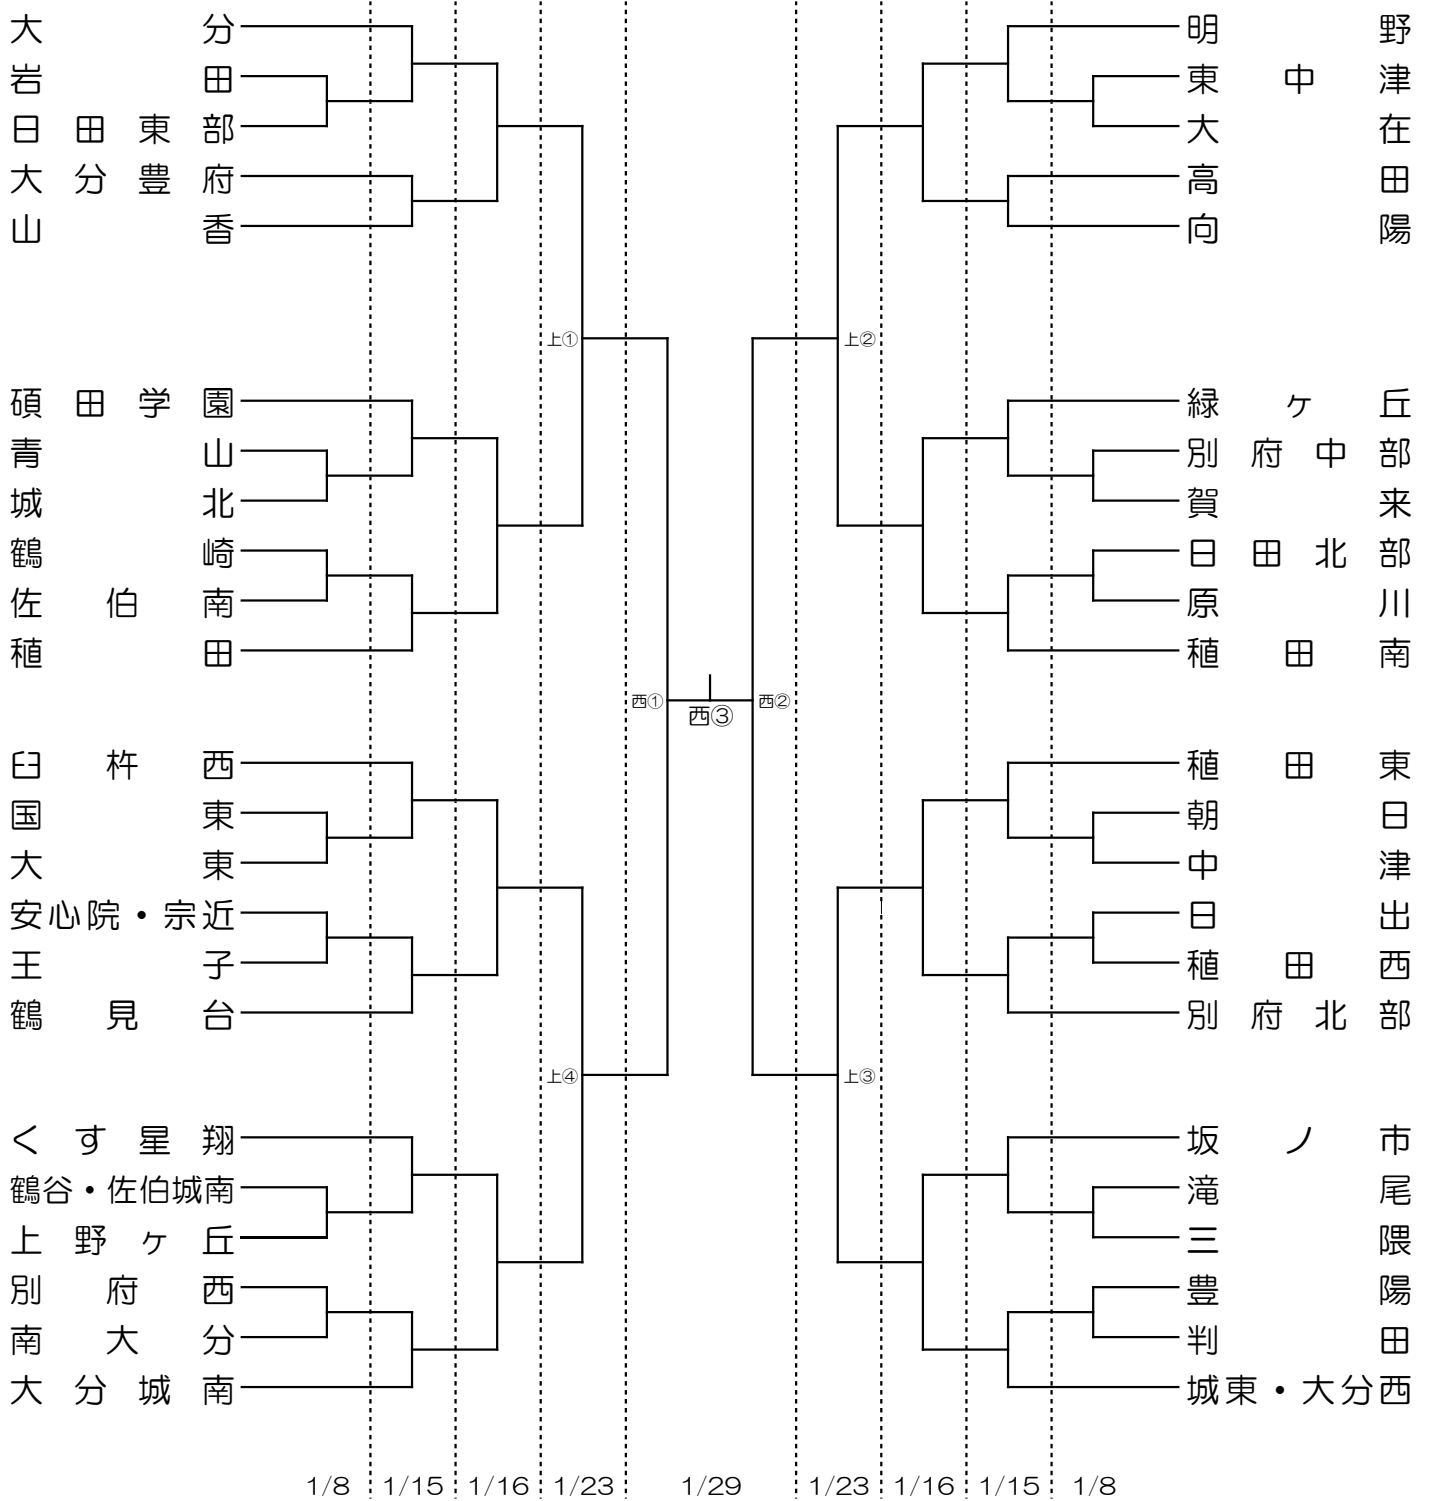 大分
岩田
日田東部
大分豊府
山香
上①
碩田学園
青山
城北
鶴崎
佐伯南
稙田
西①
臼杵西
国東
大東
安心院・宗近
王子
鶴見台
上④
くす星翔
鶴谷・佐伯城南
上野ヶ丘
別府西
南大分
大分城南
西③
明野
東中津
大在
高田
向陽
上②
緑ヶ丘
別府中部
賀来
日田北部
原川
稙田南
西②
稙田東
朝日
中津
日出
稙田西
別府北部
上③
坂ノ市
滝尾
三隈
豊陽
判田
城東・大分西
1/8 1/15 1/16 1/23 1/29 1/23 1/16 1/15 1/8